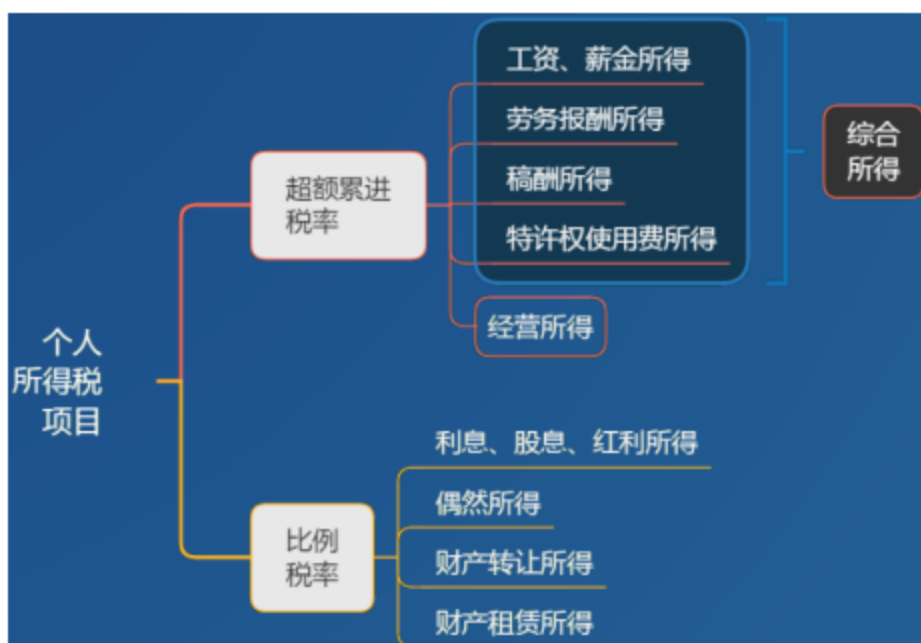 个人
所得税
项目
超额累进
税率
工资、薪金所得
劳务报酬所得
稿酬所得
特许权使用费所得
综合
所得
经营所得
比例
税率
利息、股息、红利所得
偶然所得
财产转让所得
财产租赁所得